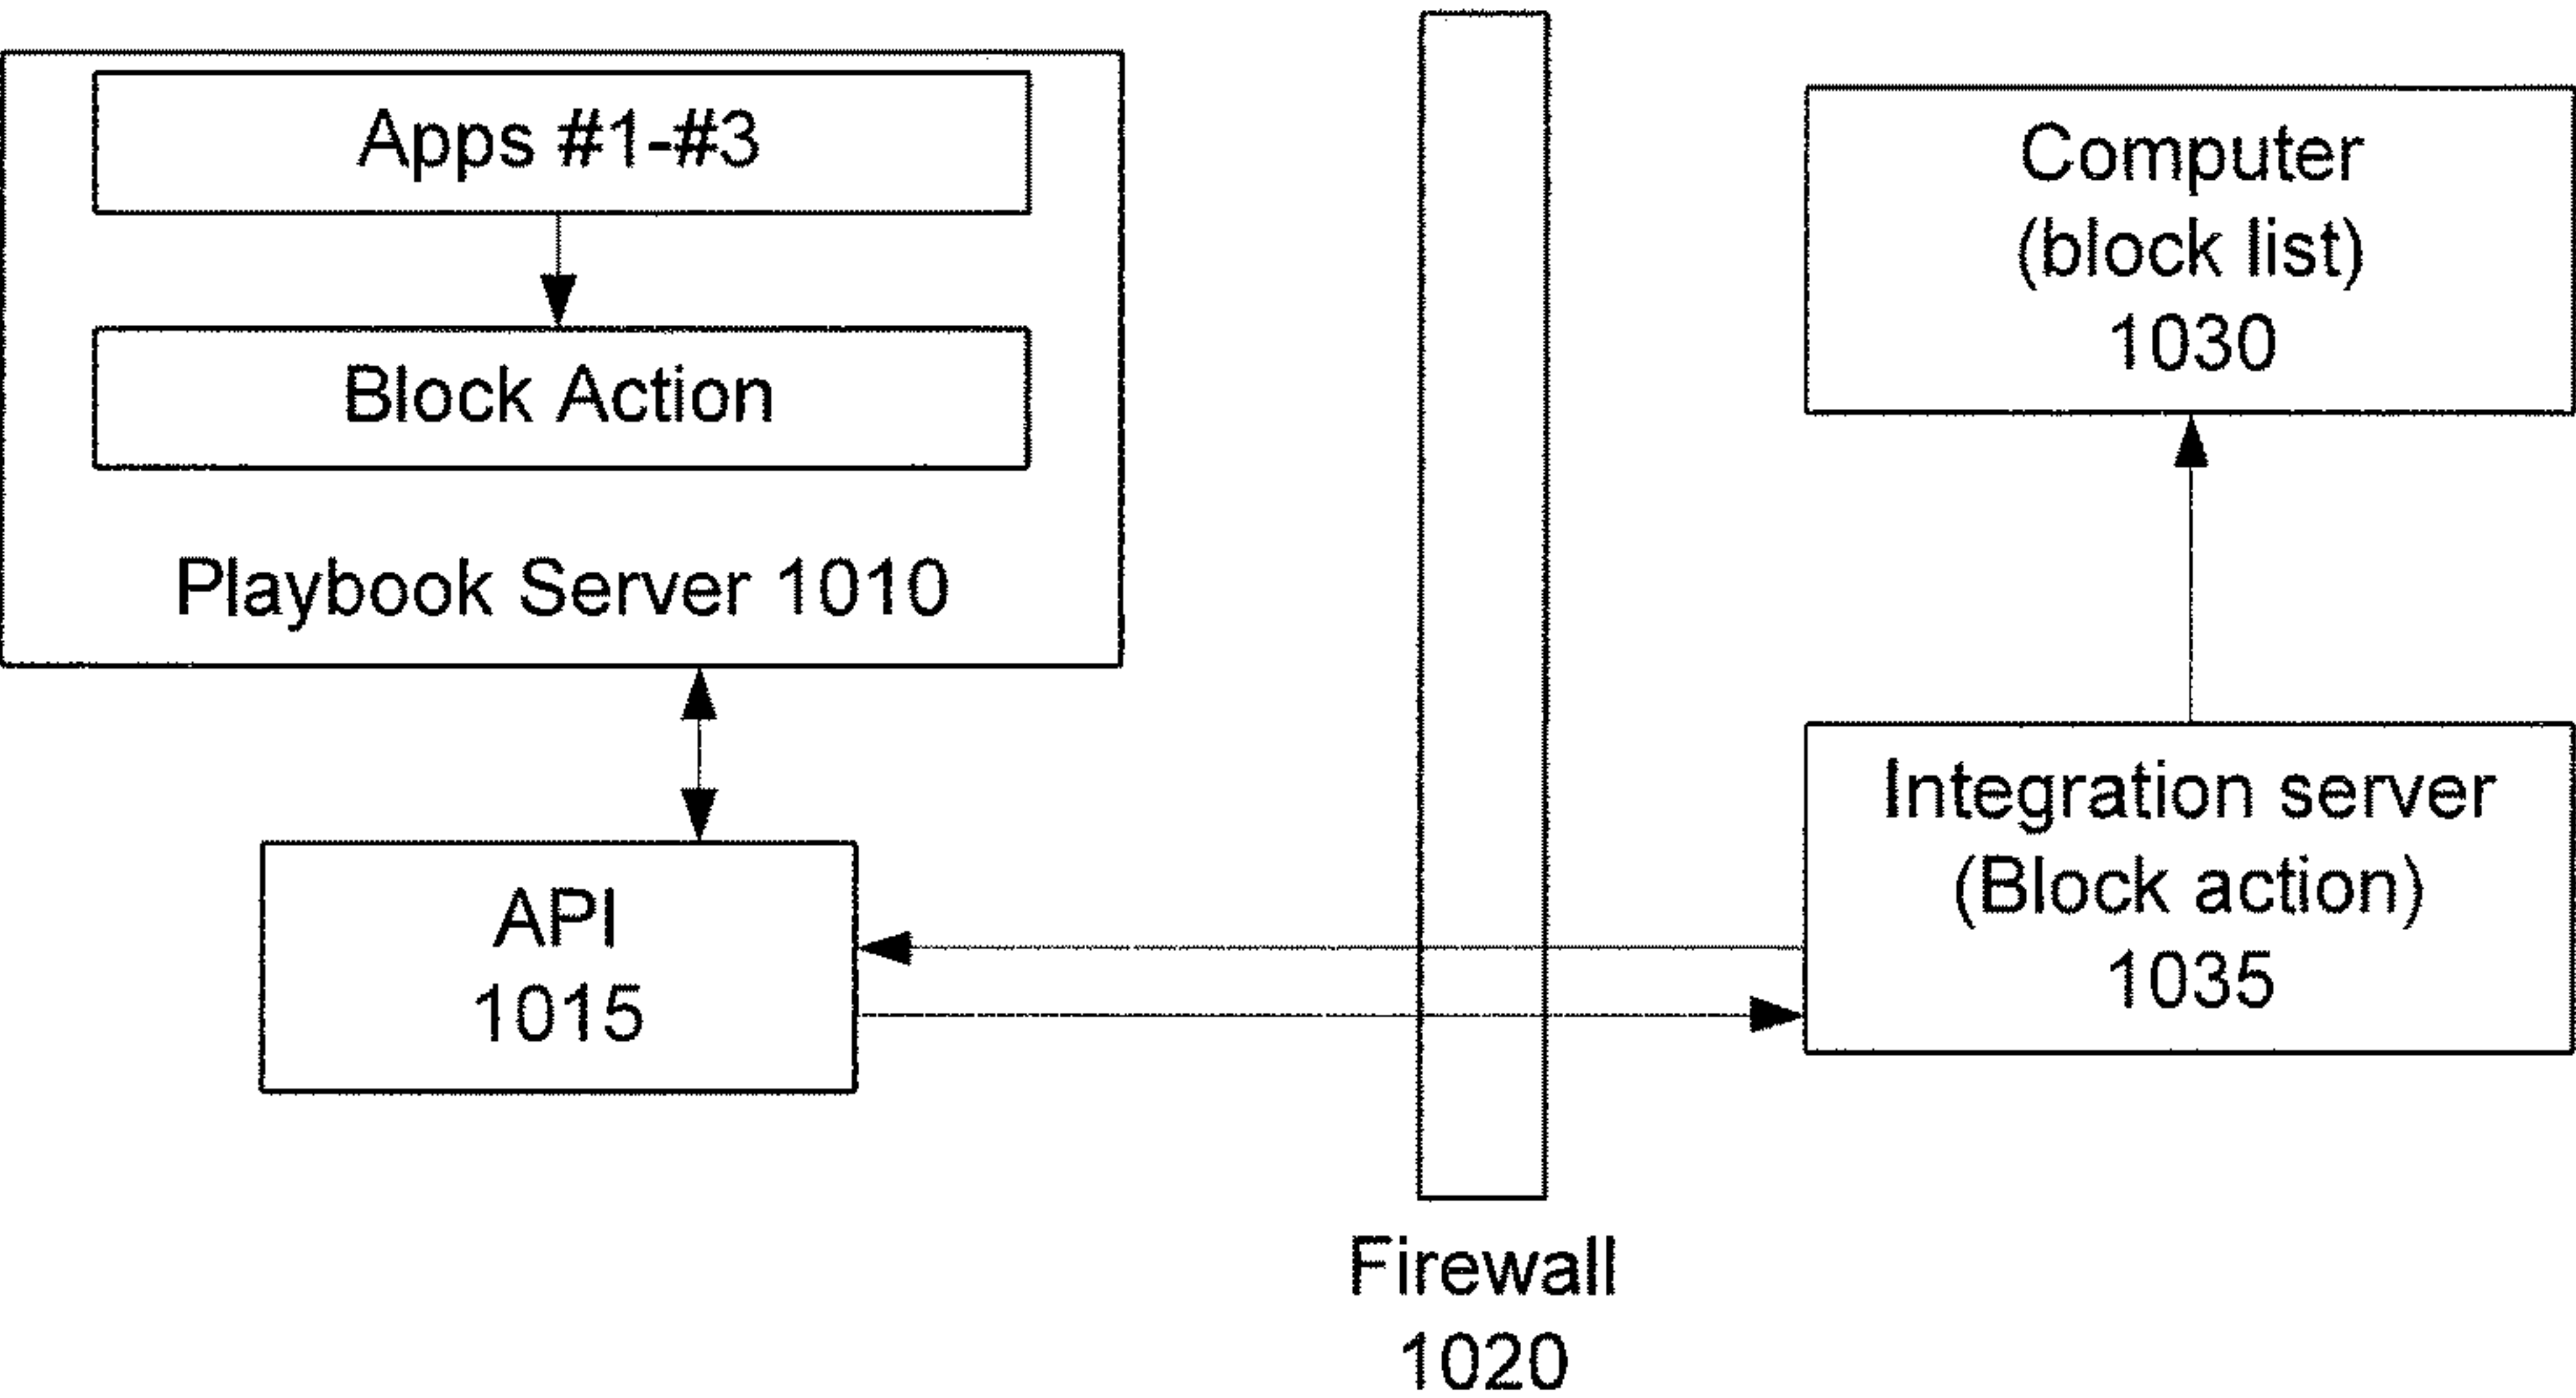 Apps #1-#3
Block Action
Playbook Server 1010
API
1015
Firewall
1020
Computer
(block list)
1030
Integration server
(Block action)
1035